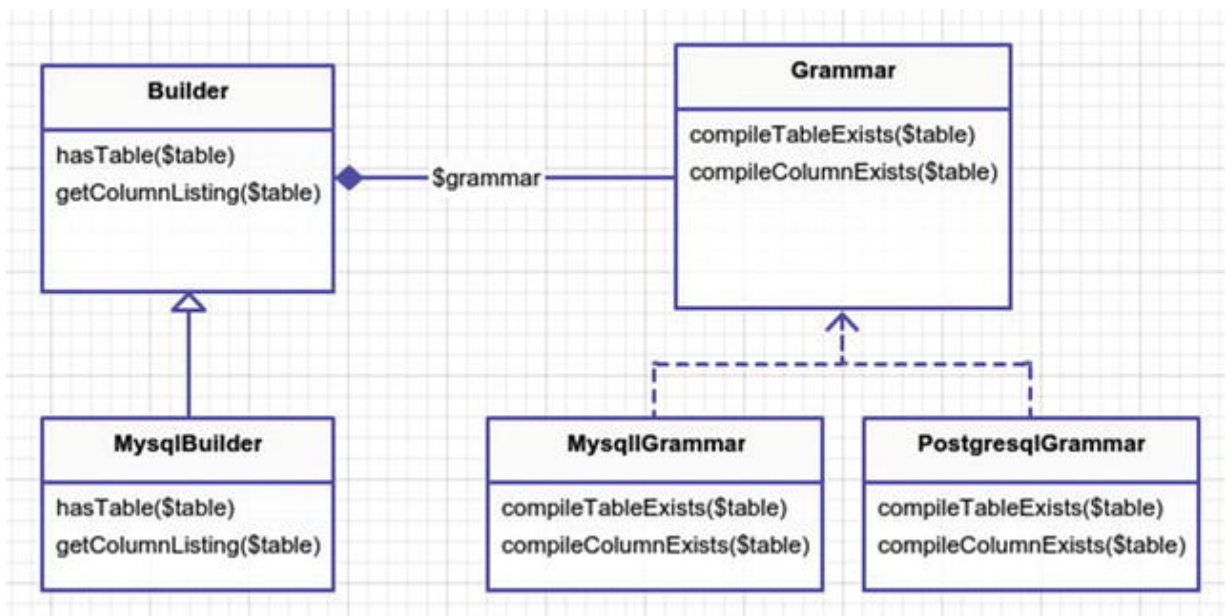 Builder
hasTable($table)
getColumnListing($table)
$grammar
Grammar
compileTableExists($table)
compileColumnExists($table)
MysqlBuilder
hasTable($table)
getColumnListing($table)
MysqllGrammar
compileTableExists($table)
compileColumnExists($table)
PostgresqlGrammar
compileTableExists($table)
compileColumnExists($table)